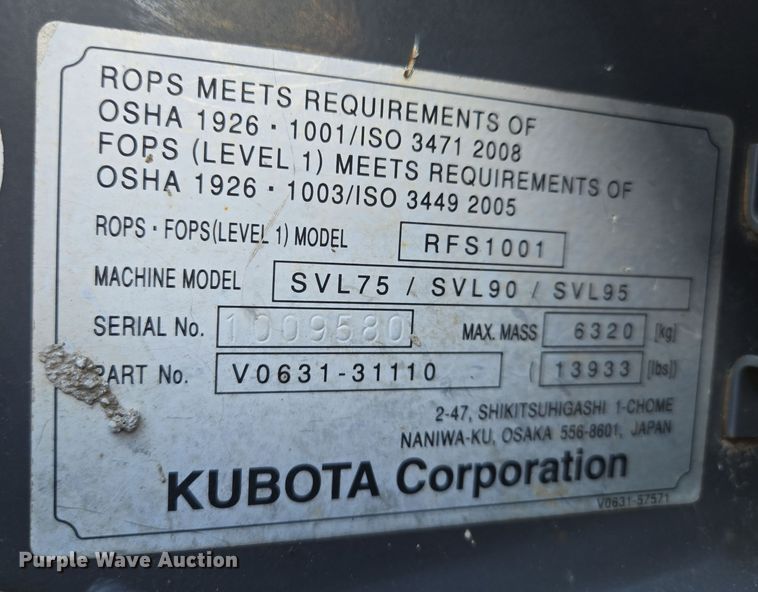 ROPS MEETS REQUIREMENTS OF
OSHA 1926・1001/ISO 3471 2008
FOPS (LEVEL 1) MEETS REQUIREMENTS OF
OSHA 1926・1003/ISO 3449 2005
ROPS・FOPS(LEVEL 1) MODEL RFS1001
MACHINE MODEL SVL75 / SVL90 / SVL95
SERIAL No. 1009580 MAX. MASS 6320 [kg]
PART No. V0631-31110 ( 13933 [lbs])
2-47, SHIKITSUHIGASHI 1-CHOME
NANIWA-KU, OSAKA 556-8601, JAPAN
KUBOTA Corporation
V0631-57571
Purple Wave Auction